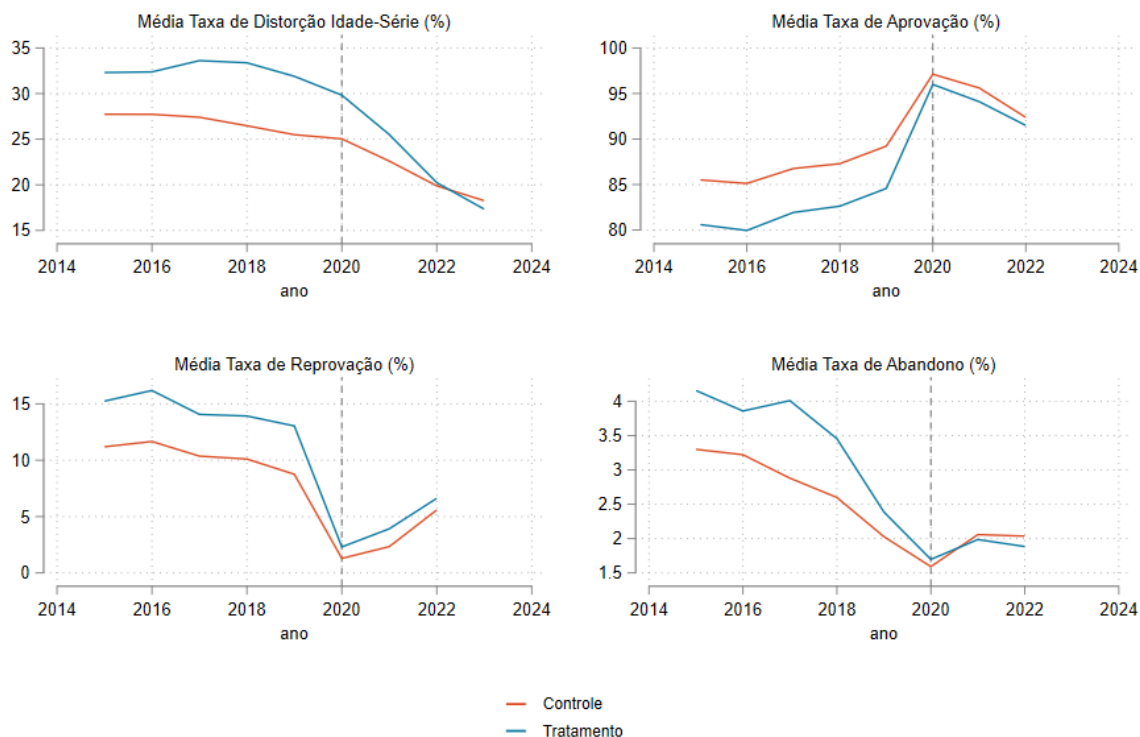 Média Taxa de Distorção Idade-Série (%)
35
30
25
20
15
2014 2016 2018 2020 2022 2024
ano
Média Taxa de Aprovação (%)
100
95
90
85
80
2014 2016 2018 2020 2022 2024
ano
Média Taxa de Reprovação (%)
15
10
5
0
2014 2016 2018 2020 2022 2024
ano
Média Taxa de Abandono (%)
4
3.5
3
2.5
2
1.5
2014 2016 2018 2020 2022 2024
ano
Controle
Tratamento